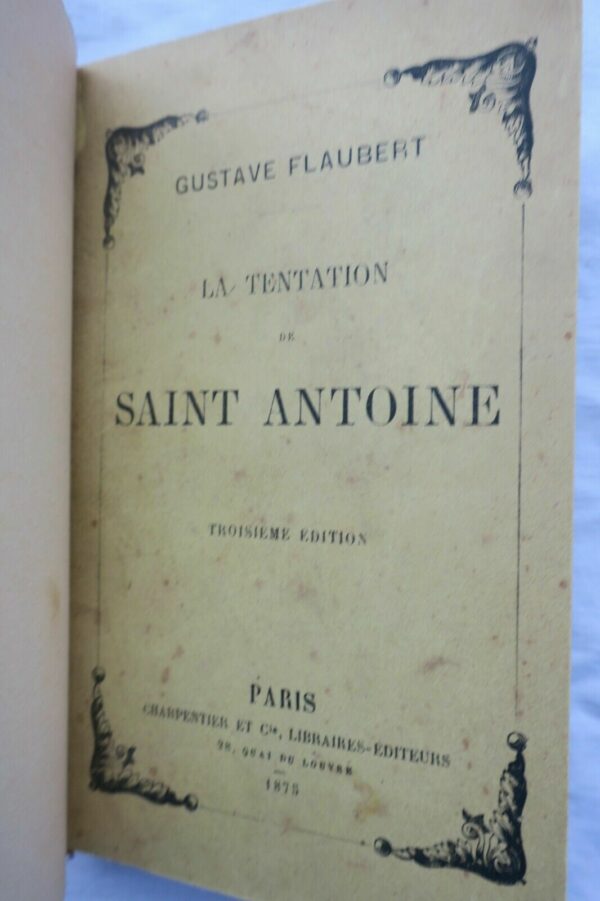 GUSTAVE FLAUBERT
LA TENTATION
DE
SAINT ANTOINE
TROISIÈME ÉDITION
PARIS
CHARPENTIER ET Cie, LIBRAIRES-ÉDITEURS
28, QUAI DU LOUVRE
1875